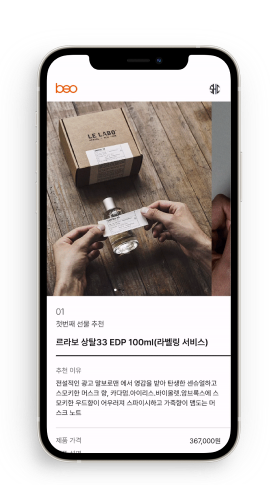 beo
LE LABO
01
첫번째 선물 추천
르라보 상탈33 EDP 100ml(라벨링 서비스)
추천 이유
전설적인 광고 말보로맨 에서 영감을 받아 탄생한 센슈얼하고
스모키한 머스크 향, 카다멈,아이리스,바이올렛,암브록스에 스
모키한 우드향이 어우러져 스파이시하고 가죽향이 맴도는 머
스크 노트
제품 가격
367,000원